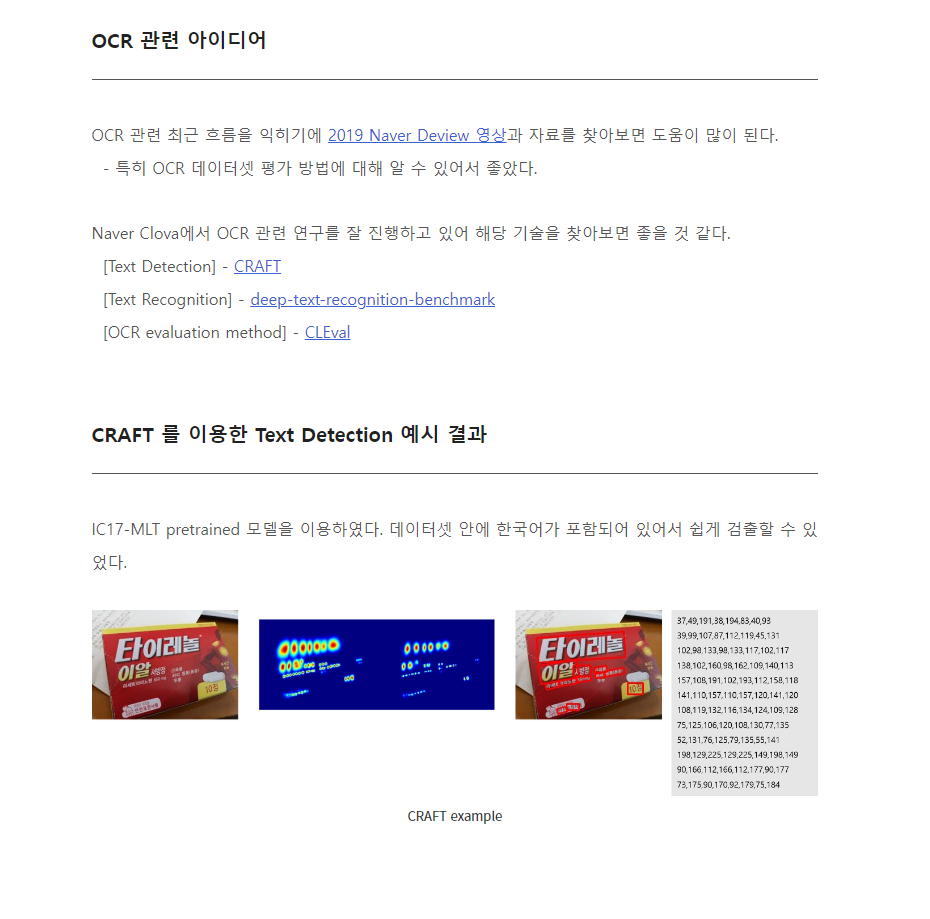 OCR 관련 아이디어
OCR 관련 최근 흐름을 익히기에 2019 Naver Deview 영상과 자료를 찾아보면 도움이 많이 된다.
- 특히 OCR 데이터셋 평가 방법에 대해 알 수 있어서 좋았다.
Naver Clova에서 OCR 관련 연구를 잘 진행하고 있어 해당 기술을 찾아보면 좋을 것 같다.
[Text Detection] - CRAFT
[Text Recognition] - deep-text-recognition-benchmark
[OCR evaluation method] - CLEval
CRAFT 를 이용한 Text Detection 예시 결과
IC17-MLT pretrained 모델을 이용하였다. 데이터셋 안에 한국어가 포함되어 있어서 쉽게 검출할 수 있
었다.
타이레놀
이알 서방정
10정
타이레놀
이알 서방정
10정
37,49,191,38,194,83,40,93
39,99,107,87,112,119,45,131
102,98,133,98,133,117,102,117
138,102,160,98,162,109,140,113
157,108,191,102,193,112,158,118
141,110,157,110,157,120,141,120
108,119,132,116,134,124,109,128
75,125,106,120,108,130,77,135
52,131,76,125,79,135,55,141
198,129,225,129,225,149,198,149
90,166,112,166,112,177,90,177
73,175,90,170,92,179,75,184
CRAFT example